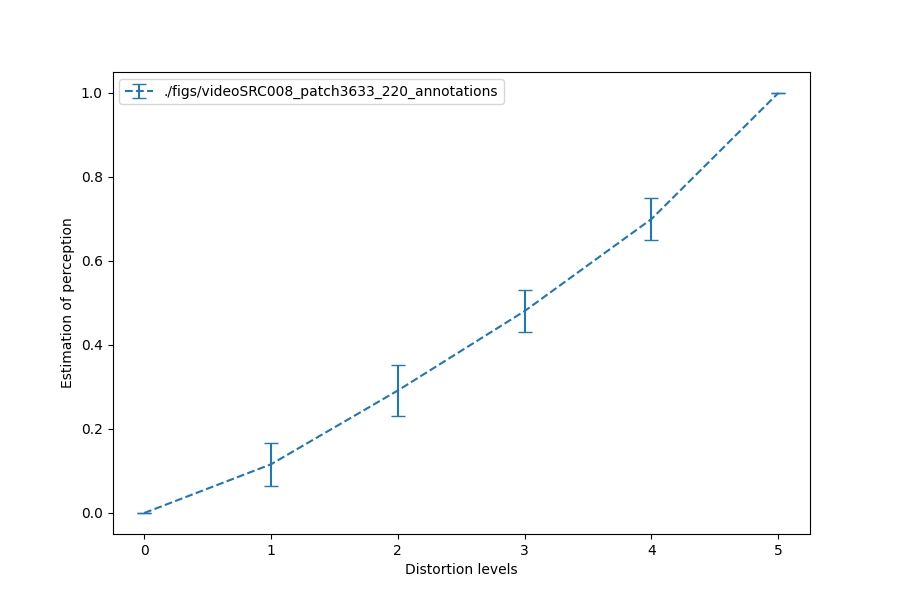 ./figs/videoSRC008_patch3633_220_annotations
1.0
0.8
0.6
0.4
0.2
0.0
Estimation of perception
0 1 2 3 4 5
Distortion levels